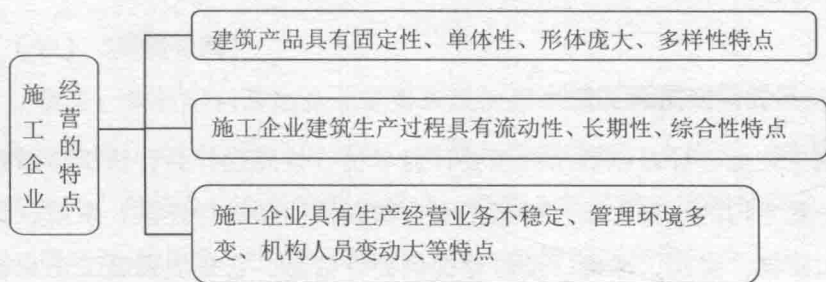 施工企业
经营的特点
建筑产品具有固定性、单体性、形体庞大、多样性特点
施工企业建筑生产过程具有流动性、长期性、综合性特点
施工企业具有生产经营业务不稳定、管理环境多
变、机构人员变动大等特点